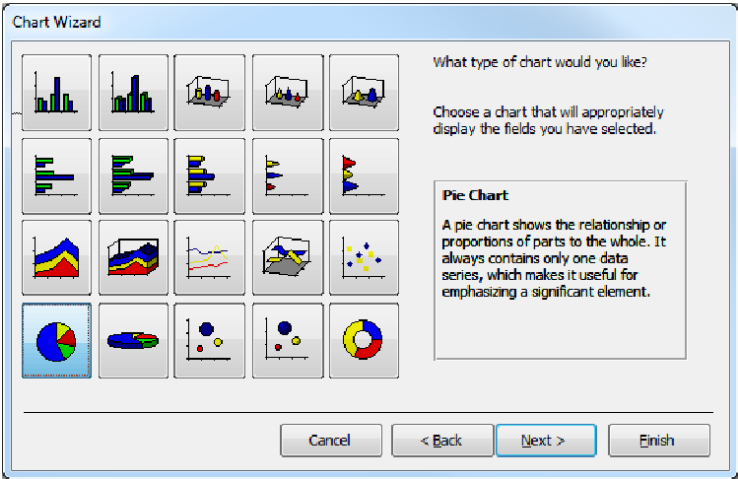 Chart Wizard
What type of chart would you like?
Choose a chart that will appropriately
display the fields you have selected.
Pie Chart
A pie chart shows the relationship or
proportions of parts to the whole. It
always contains only one data
series, which makes it useful for
emphasizing a significant element.
Cancel
< Back
Next >
Finish